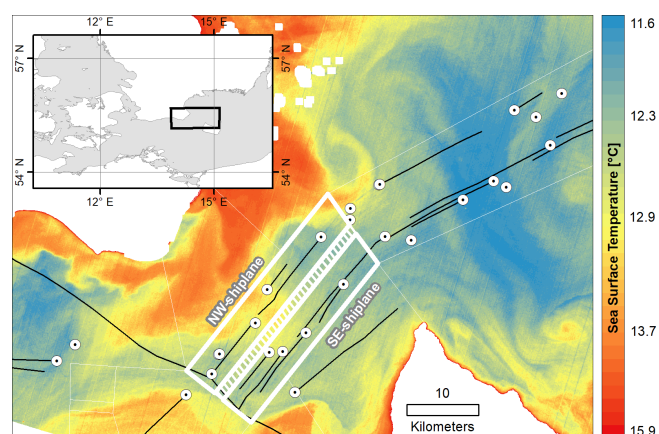 12° E
15° E
57° N
57° N
54° N
54° N
12° E
15° E
NW-shiplane
SE-shiplane
10
Kilometers
11.6
12.3
12.9
13.7
15.9
Sea Surface Temperature [°C]